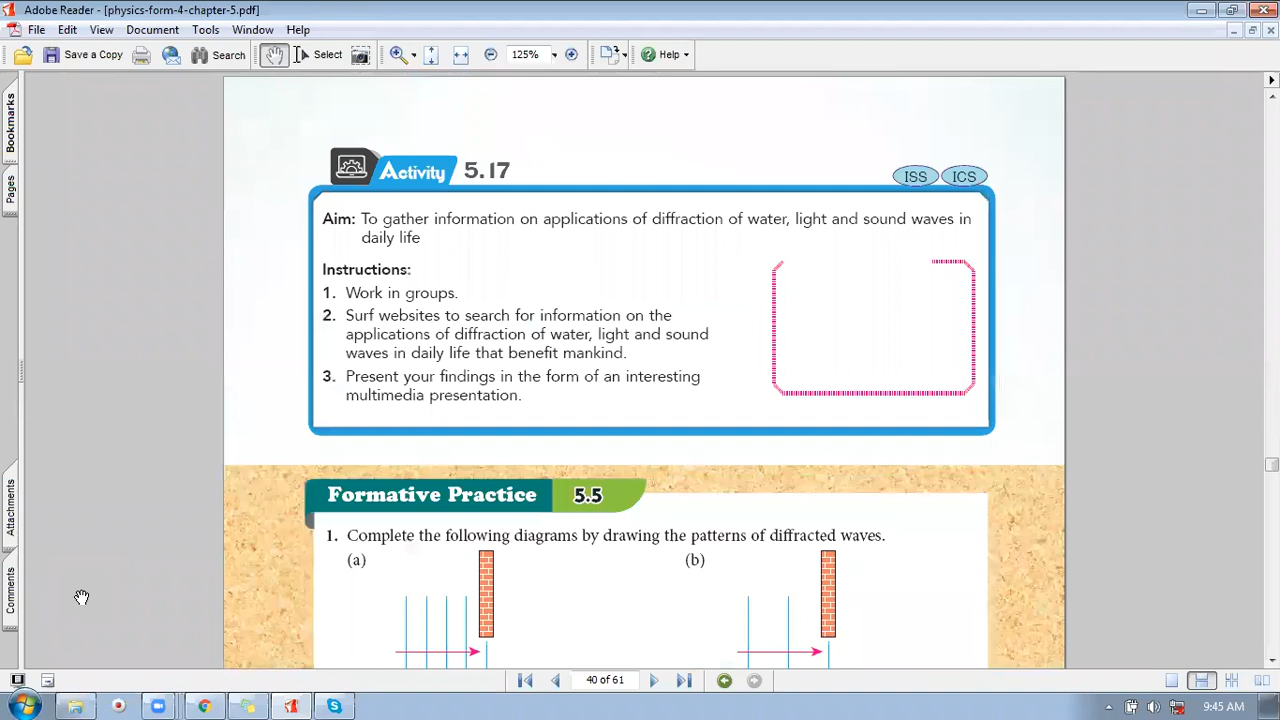 Adobe Reader - [physics-form-4-chapter-5.pdf]
File Edit View Document Tools Window Help
Save a Copy Search Select 125% Help
Bookmarks
Pages
Attachments
Comments
Activity 5.17
ISS ICS
Aim: To gather information on applications of diffraction of water, light and sound waves in
daily life
Instructions:
1. Work in groups.
2. Surf websites to search for information on the
applications of diffraction of water, light and sound
waves in daily life that benefit mankind.
3. Present your findings in the form of an interesting
multimedia presentation.
Formative Practice 5.5
1. Complete the following diagrams by drawing the patterns of diffracted waves.
(a) (b)
40 of 61
9:45 AM